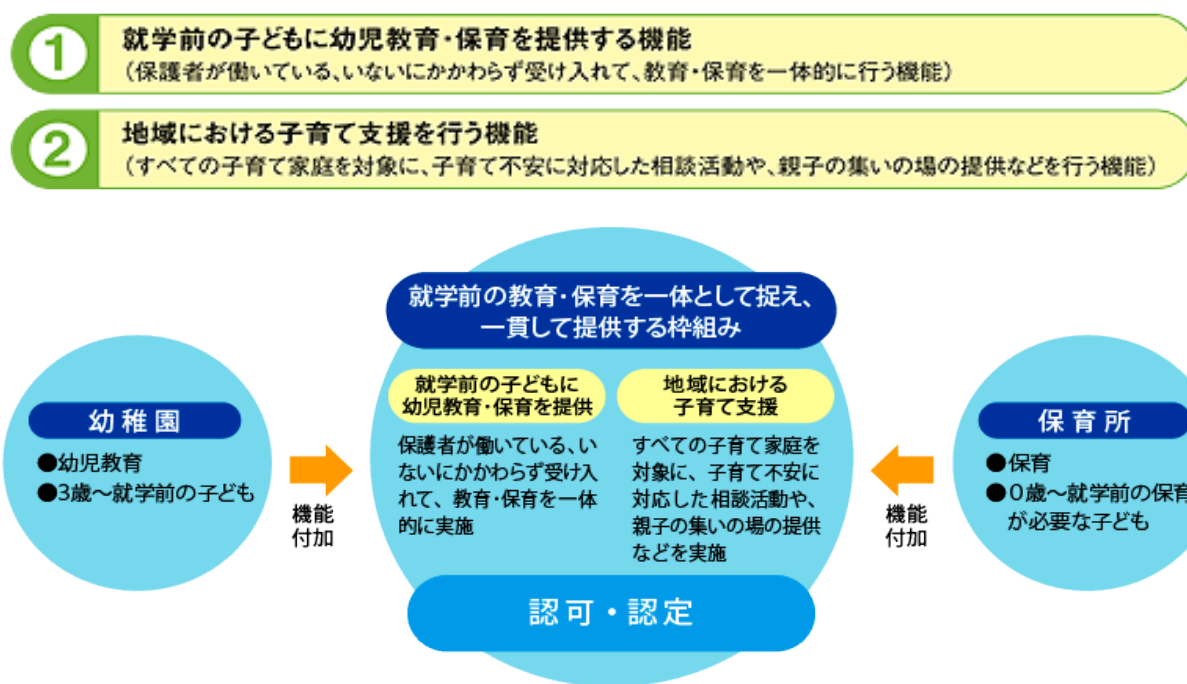 1
就学前の子どもに幼児教育・保育を提供する機能
(保護者が働いている、いないにかかわらず受け入れて、教育・保育を一体的に行う機能)
2
地域における子育て支援を行う機能
(すべての子育て家庭を対象に、子育て不安に対応した相談活動や、親子の集いの場の提供などを行う機能)
就学前の教育・保育を一体として捉え、
一貫して提供する枠組み
幼稚園
●幼児教育
●3歳〜就学前の子ども
機能
付加
就学前の子どもに
幼児教育・保育を提供
保護者が働いている、い
ないにかかわらず受け入
れて、教育・保育を一体
的に実施
地域における
子育て支援
すべての子育て家庭を
対象に、子育て不安に
対応した相談活動や、
親子の集いの場の提供
などを実施
認可・認定
機能
付加
保育所
●保育
●0歳〜就学前の保育
が必要な子ども